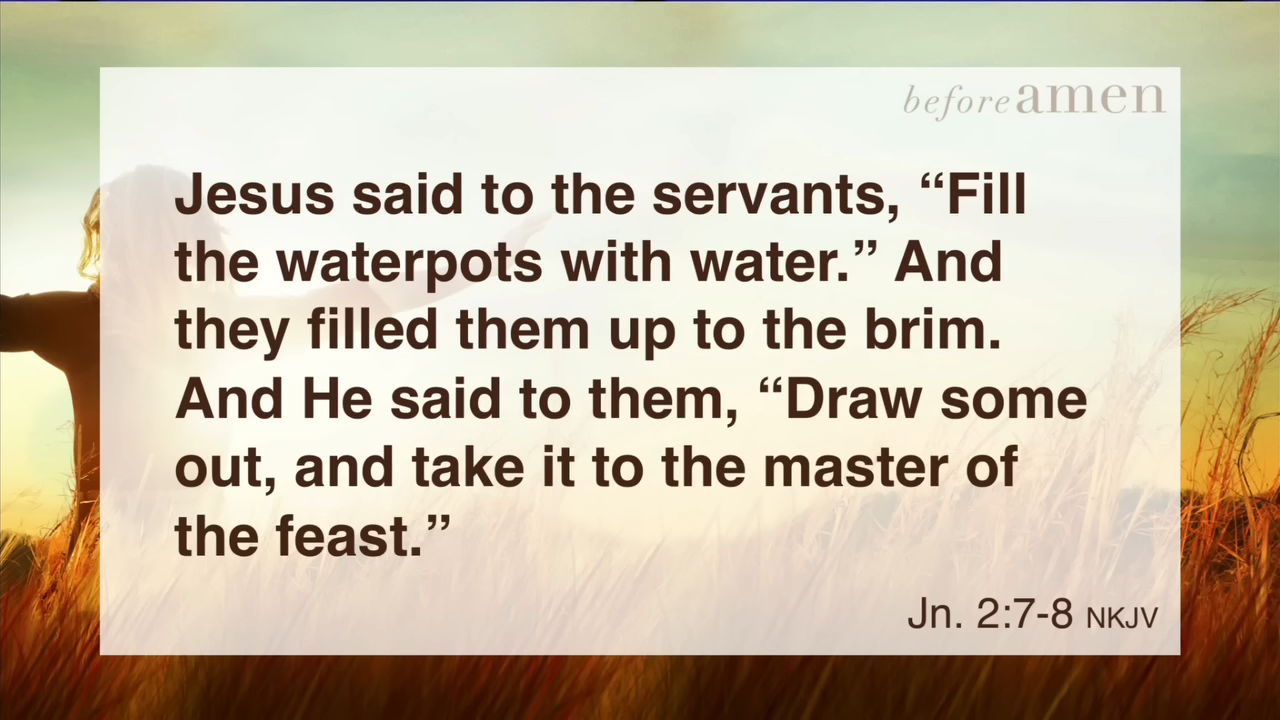 before amen
Jesus said to the servants, “Fill
the waterpots with water.” And
they filled them up to the brim.
And He said to them, “Draw some
out, and take it to the master of
the feast.”
Jn. 2:7-8 NKJV